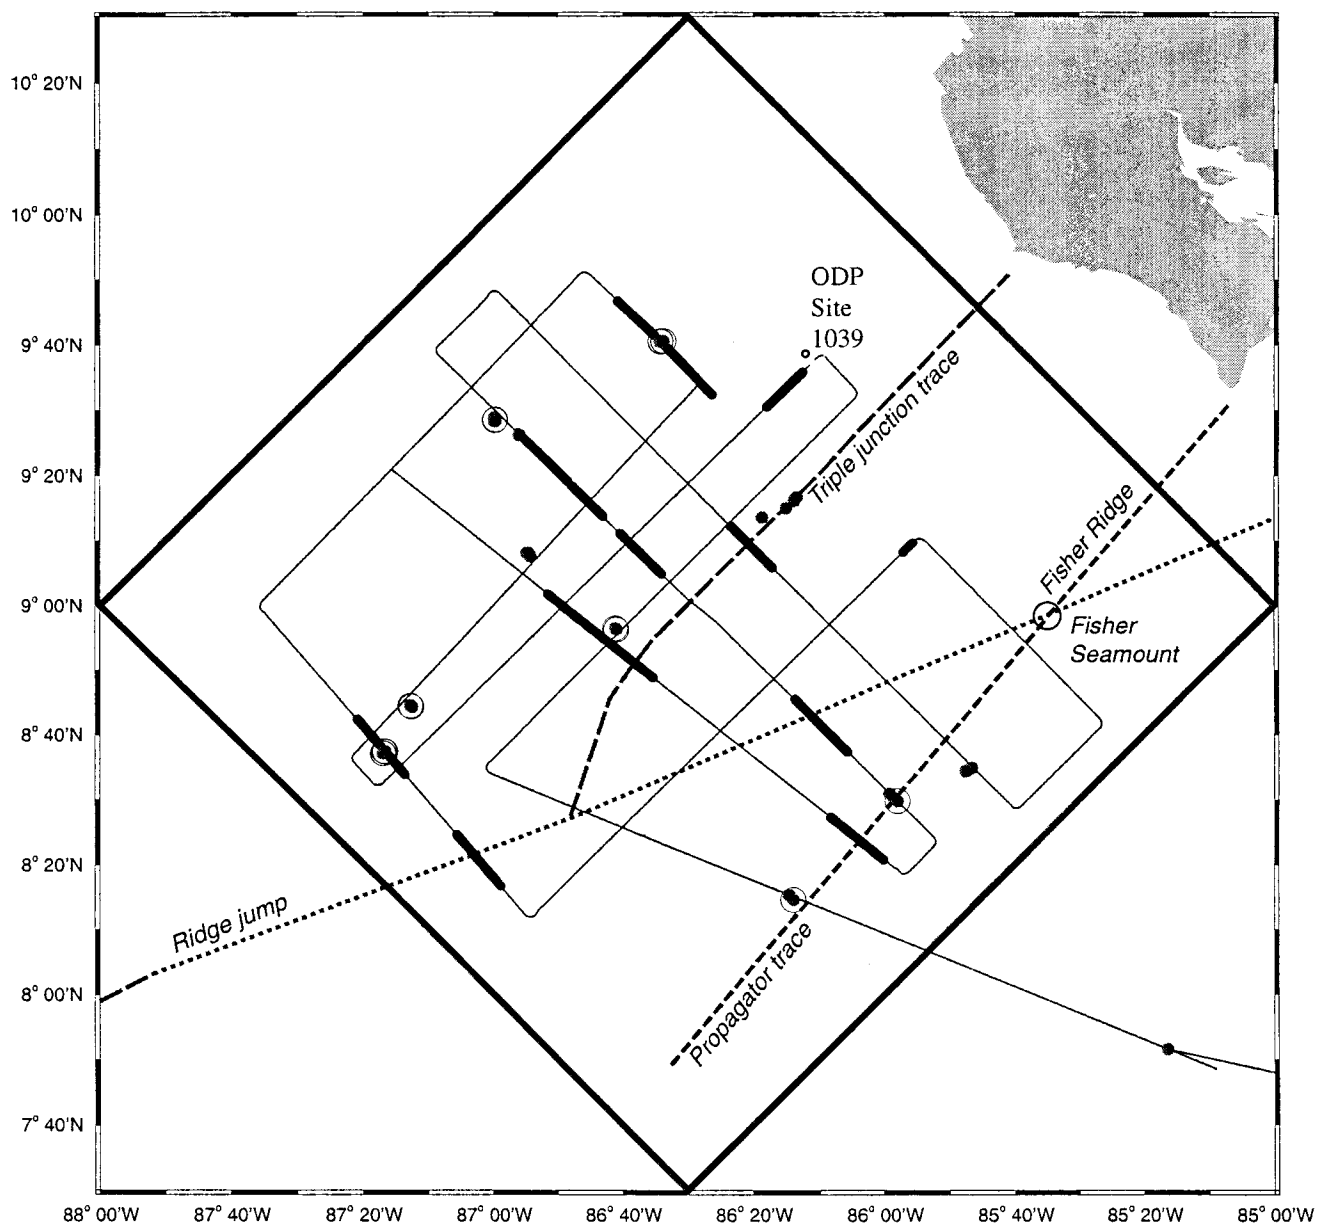 10° 20'N
10° 00'N
9° 40'N
9° 20'N
9° 00'N
8° 40'N
8° 20'N
8° 00'N
7° 40'N
ODP
Site
1039
Triple junction trace
Fisher Ridge
Fisher
Seamount
Ridge jump
Propagator trace
88° 00'W
87° 40'W
87° 20'W
87° 00'W
86° 40'W
86° 20'W
86° 00'W
85° 40'W
85° 20'W
85° 00'W